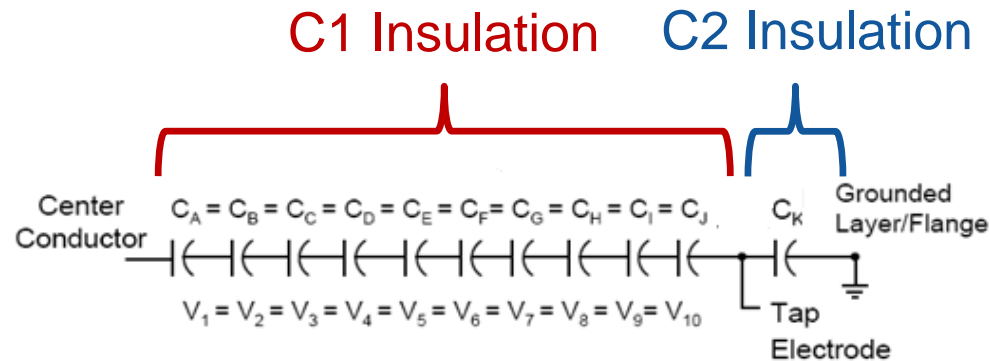 C1 Insulation C2 Insulation
Center Conductor
C_A = C_B = C_C = C_D = C_E = C_F = C_G = C_H = C_I = C_J
C_K
Grounded
Layer/Flange
V_1 = V_2 = V_3 = V_4 = V_5 = V_6 = V_7 = V_8 = V_9 = V_10
Tap
Electrode